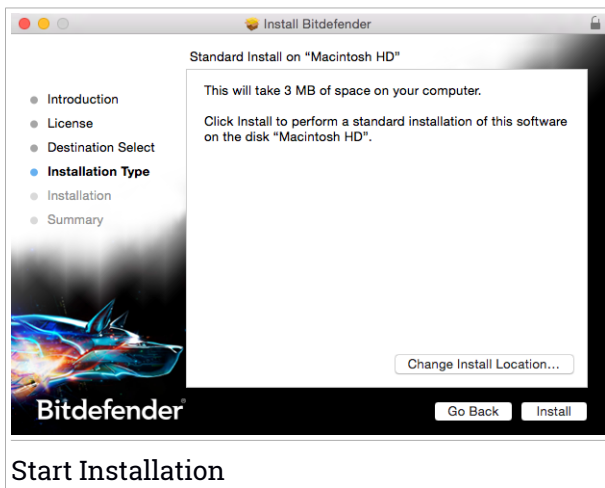 Install Bitdefender
Standard Install on “Macintosh HD”
Introduction
License
Destination Select
Installation Type
Installation
Summary
This will take 3 MB of space on your computer.
Click Install to perform a standard installation of this software
on the disk “Macintosh HD”.
Change Install Location...
Bitdefender
Go Back
Install
Start Installation